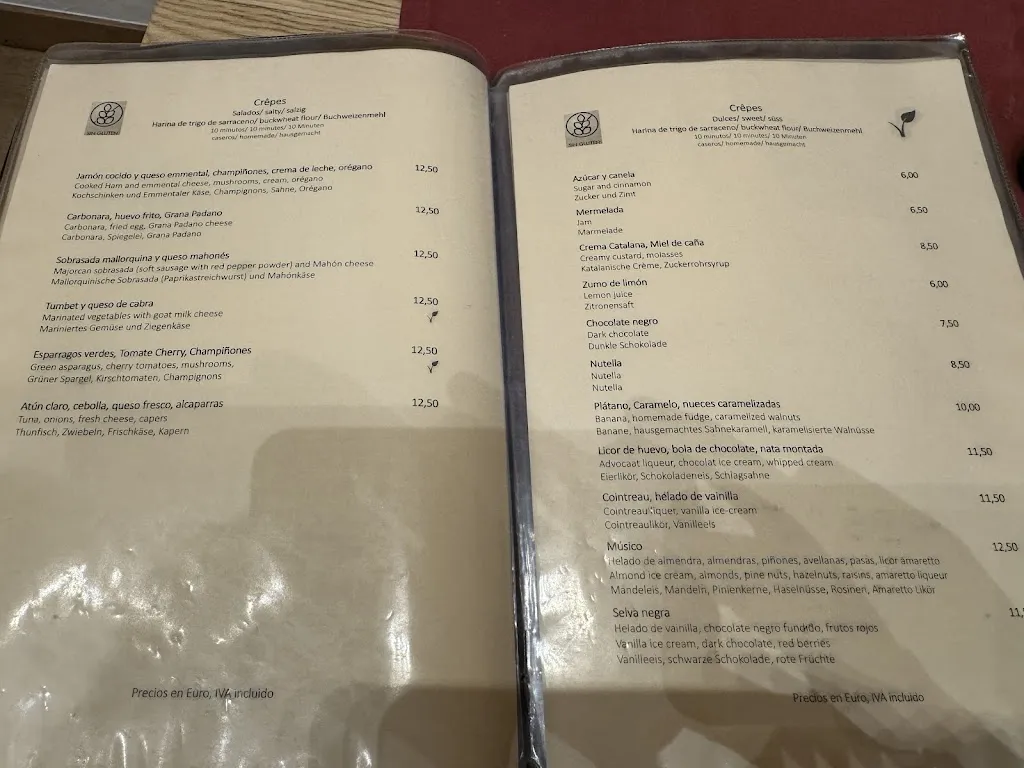 SIN GLUTEN
Crêpes
Salados/ salty/ salzig
Harina de trigo de sarraceno/ buckwheat flour/ Buchweizenmehl
10 minutos/ 10 minutes/ 10 Minuten
caseros/ homemade/ hausgemacht
Jamón cocido y queso emmental, champiñones, crema de leche, orégano 12,50
Cooked Ham and emmental cheese, mushrooms, cream, orégano
Kochschinken und Emmentaler Käse, Champignons, Sahne, Orégano
Carbonara, huevo frito, Grana Padano 12,50
Carbonara, fried egg, Grana Padano cheese
Carbonara, Spiegelei, Grana Padano
Sobrasada mallorquina y queso mahonés 12,50
Majorcan sobrasada (soft sausage with red pepper powder) and Mahón cheese
Mallorquinische Sobrasada (Paprikastreichwurst) und Mahónkäse
Tumbet y queso de cabra 12,50
Marinated vegetables with goat milk cheese
Mariniertes Gemüse und Ziegenkäse
Esparragos verdes, Tomate Cherry, Champiñones 12,50
Green asparagus, cherry tomatoes, mushrooms,
Grüner Spargel, Kirschtomaten, Champignons
Atún claro, cebolla, queso fresco, alcaparras 12,50
Tuna, onions, fresh cheese, capers
Thunfisch, Zwiebeln, Frischkäse, Kapern
Precios en Euro, IVA incluido
SIN GLUTEN
Crêpes
Dulces/ sweet/ süss
Harina de trigo de sarraceno/ buckwheat flour/ Buchweizenmehl
10 minutos/ 10 minutes/ 10 Minuten
caseros/ homemade/ hausgemacht
Azúcar y canela 6,00
Sugar and cinnamon
Zucker und Zimt
Mermelada 6,50
Jam
Marmelade
Crema Catalana, Miel de caña 8,50
Creamy custard, molasses
Katalanische Crème, Zuckerrohrsyrup
Zumo de limón 6,00
Lemon juice
Zitronensaft
Chocolate negro 7,50
Dark chocolate
Dunkle Schokolade
Nutella 8,50
Nutella
Nutella
Plátano, Caramelo, nueces caramelizadas 10,00
Banana, homemade fudge, caramelized walnuts
Banane, hausgemachtes Sahnekaramell, karamelisierte Walnüsse
Licor de huevo, bola de chocolate, nata montada 11,50
Advocaat liqueur, chocolat ice cream, whipped cream
Eierlikör, Schokoladeneis, Schlagsahne
Cointreau, hélado de vainilla 11,50
Cointreau liquer, vanilla ice-cream
Cointreaulikör, Vanilleeis
Músico 12,50
Helado de almendra, almendras, piñones, avellanas, pasas, licor amaretto
Almond ice cream, almonds, pine nuts, hazelnuts, raisins, amaretto liqueur
Mandeleis, Mandeln, Pinienkerne, Haselnüsse, Rosinen, Amaretto Likör
Selva negra 11,
Helado de vainilla, chocolate negro fundido, frutos rojos
Vanilla ice cream, dark chocolate, red berries
Vanilleeis, schwarze Schokolade, rote Früchte
Precios en Euro, IVA incluido